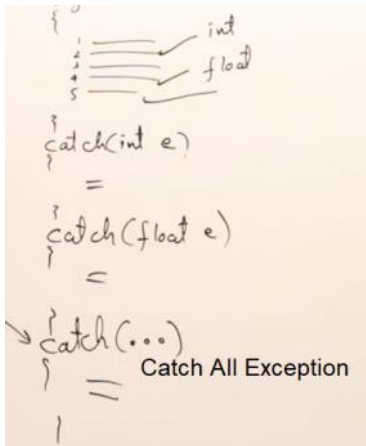 {
1
2 int
3
4 float
5
}
catch(int e)
{
=
}
catch(float e)
{
=
}
catch(...)
{ =
Catch All Exception
}